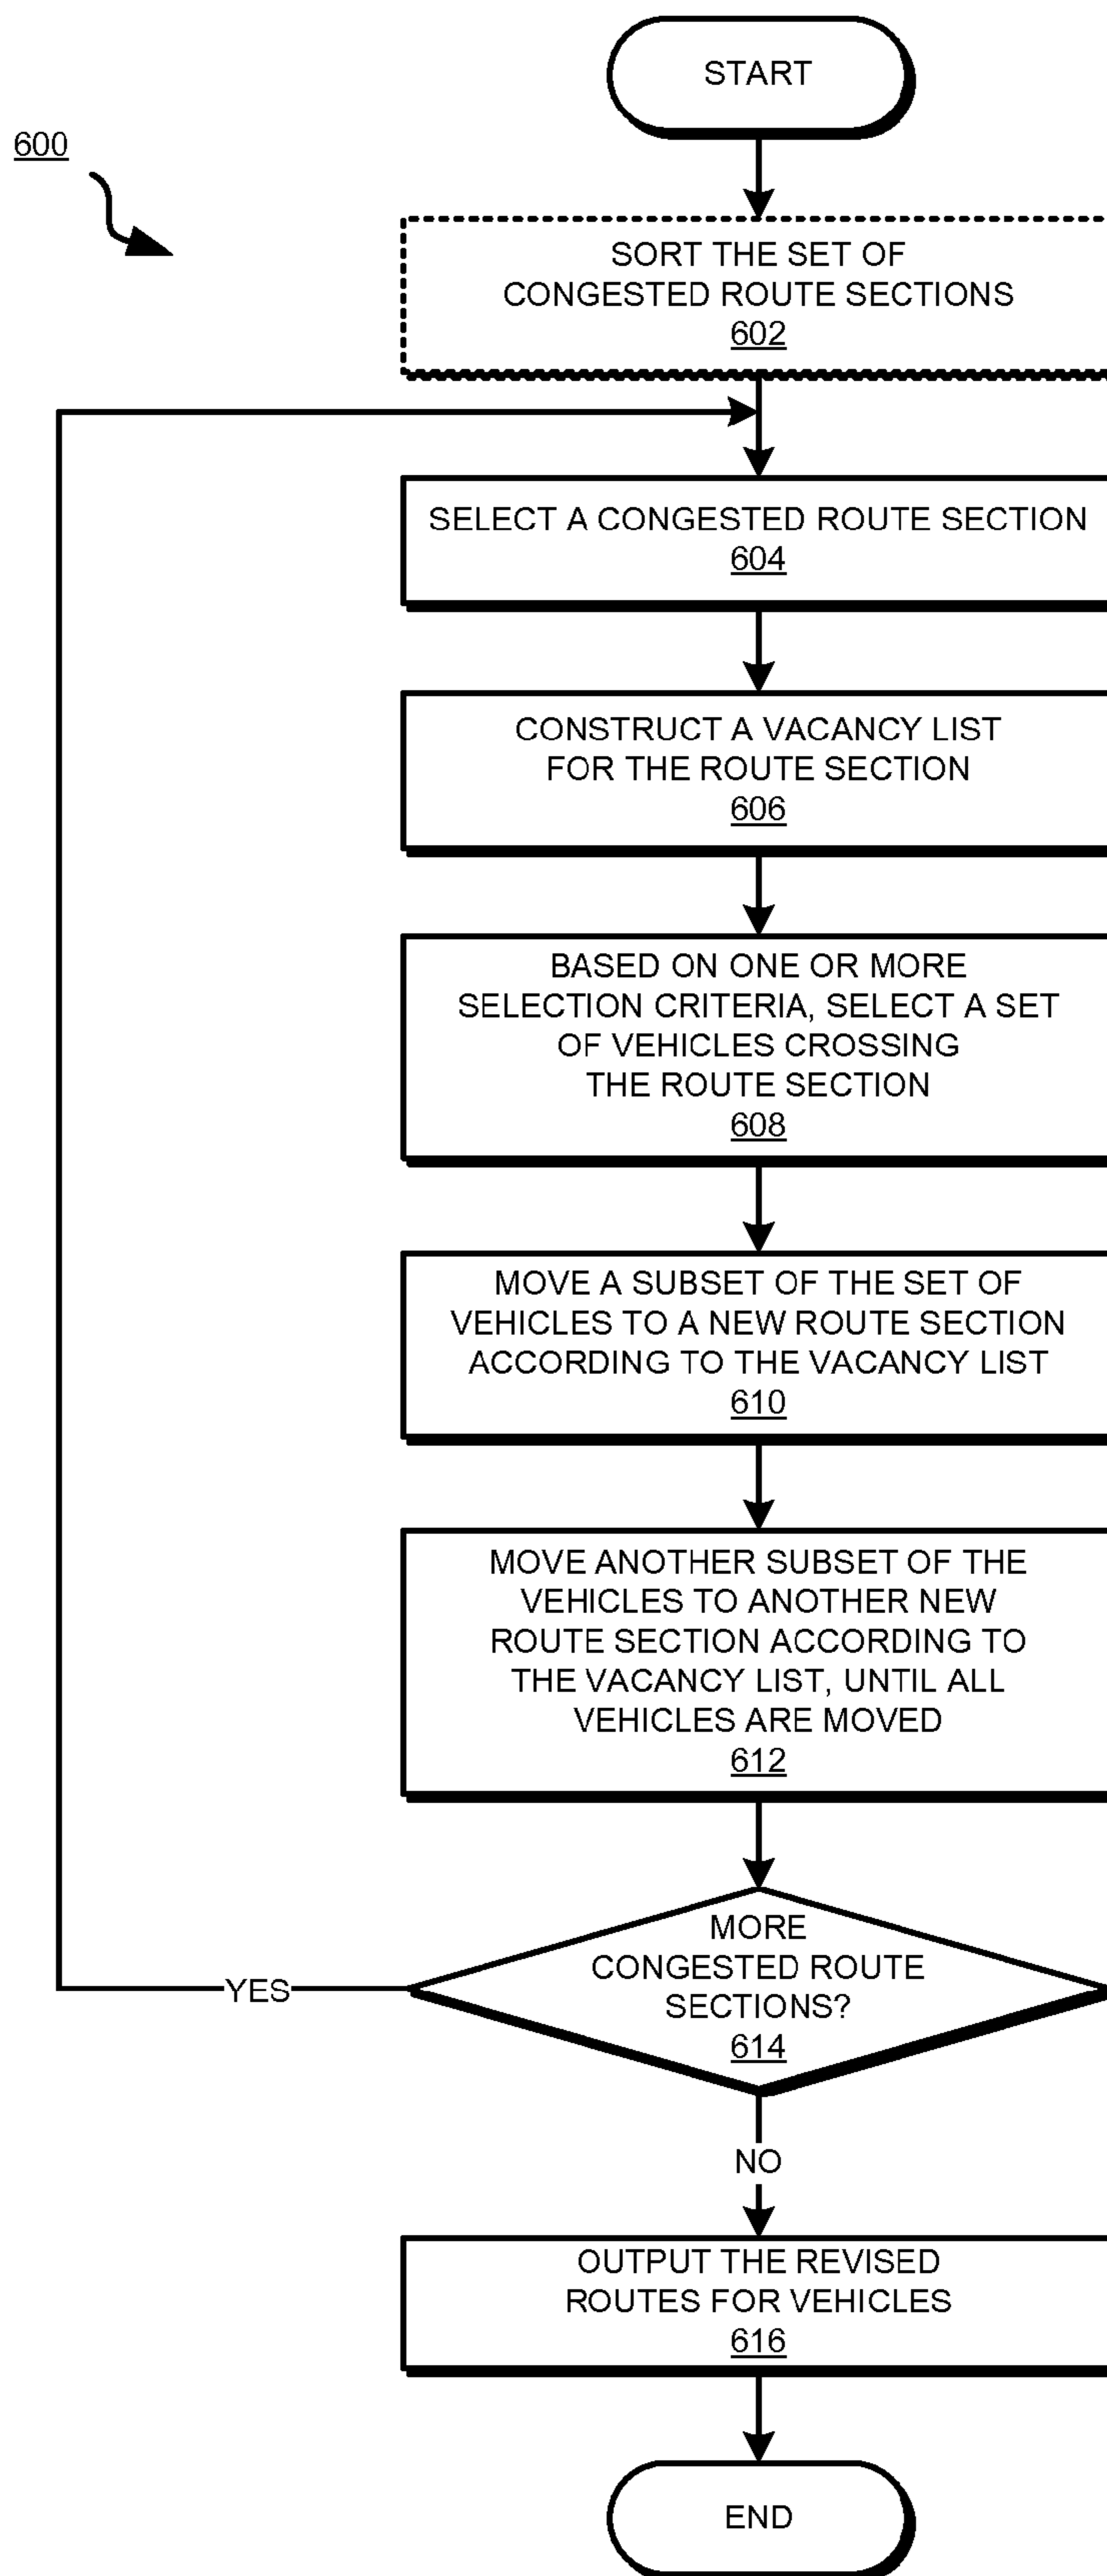 START
600
SORT THE SET OF
CONGESTED ROUTE SECTIONS
602
SELECT A CONGESTED ROUTE SECTION
604
CONSTRUCT A VACANCY LIST
FOR THE ROUTE SECTION
606
BASED ON ONE OR MORE
SELECTION CRITERIA, SELECT A SET
OF VEHICLES CROSSING
THE ROUTE SECTION
608
MOVE A SUBSET OF THE SET OF
VEHICLES TO A NEW ROUTE SECTION
ACCORDING TO THE VACANCY LIST
610
MOVE ANOTHER SUBSET OF THE
VEHICLES TO ANOTHER NEW
ROUTE SECTION ACCORDING TO
THE VACANCY LIST, UNTIL ALL
VEHICLES ARE MOVED
612
MORE
CONGESTED ROUTE
SECTIONS?
614
YES
NO
OUTPUT THE REVISED
ROUTES FOR VEHICLES
616
END